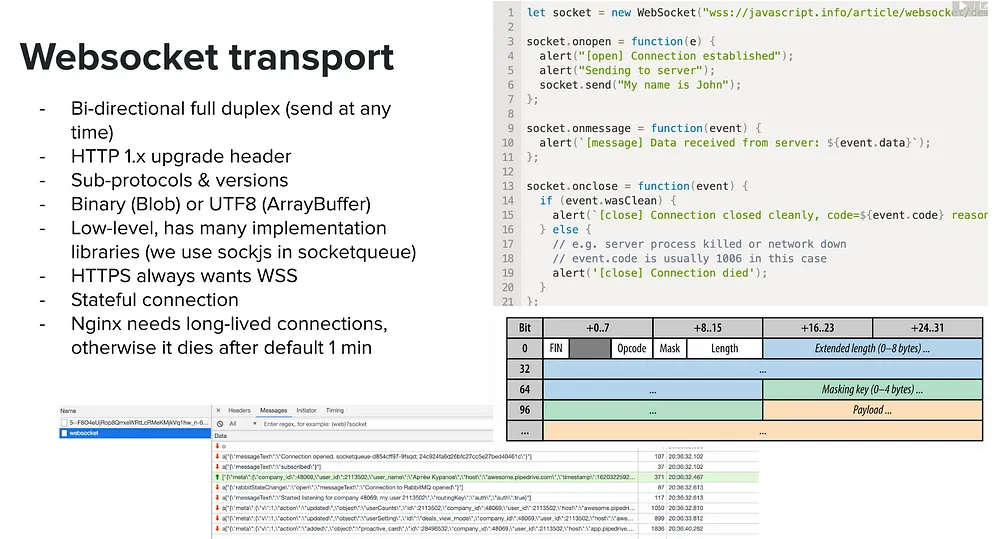 Websocket transport
- Bi-directional full duplex (send at any
time)
- HTTP 1.x upgrade header
- Sub-protocols & versions
- Binary (Blob) or UTF8 (ArrayBuffer)
- Low-level, has many implementation
libraries (we use sockjs in socketqueue)
- HTTPS always wants WSS
- Stateful connection
- Nginx needs long-lived connections,
otherwise it dies after default 1 min
1 let socket = new WebSocket("wss://javascript.info/article/websocket/
2
3 socket.onopen = function(e) {
4 alert("[open] Connection established");
5 alert("Sending to server");
6 socket.send("My name is John");
7 };
8
9 socket.onmessage = function(event) {
10 alert(`[message] Data received from server: ${event.data}`);
11 };
12
13 socket.onclose = function(event) {
14 if (event.wasClean) {
15 alert(`[close] Connection closed cleanly, code=${event.code} reason
16 } else {
17 // e.g. server process killed or network down
18 // event.code is usually 1006 in this case
19 alert('[close] Connection died');
20 }
21 };
Bit +0..7 +8..15 +16..23 +24..31
0 FIN Opcode Mask Length Extended length (0–8 bytes) ...
32 ...
64 ... Masking key (0–4 bytes) ...
96 ... Payload ...
... ...
Name
websocket
× Headers Messages Initiator Timing
All ▼ Enter regex, for example: (web)?socket
Data
o
a["{\"messageText\":\"Connection opened, 107 20:36:32.102
a["{\"messageText\":\"subscribed\"}"] 37 20:36:32.102
["{\"meta\":{\"company_id\":48069,\"user_id\":2113502,\"user_name\":\"Артём Курапов\",\"host\":\"awesome.pipedrive.com\",\"timestamp\":1620322592... 371 20:36:32.467
a["{\"rabbitStateChange\":\"open\",\"messageText\":\"Connection to RabbitMQ opened\"}"] 87 20:36:32.613
a["{\"messageText\":\"Started listening for company 48069, my user 2113502\",\"routingKey\":\"auth\",\"auth\":true}"] 117 20:36:32.613
a["{\"meta\":{\"v\":1,\"action\":\"updated\",\"object\":\"userCounts\",\"id\":2113502,\"company_id\":48069,\"user_id\":2113502,\"host\":\"awesome.pipedri... 1059 20:36:32.810
a["{\"meta\":{\"v\":1,\"action\":\"updated\",\"object\":\"userSetting\",\"id\":\"deals_view_mode\",\"company_id\":48069,\"user_id\":2113502,\"host\":\"awe... 899 20:36:33.812
a["{\"meta\":{\"v\":1,\"action\":\"added\",\"object\":\"proactive_card\",\"id\":28496532,\"company_id\":48069,\"user_id\":2113502,\"host\":\"app.pipedrive... 1836 20:36:40.282